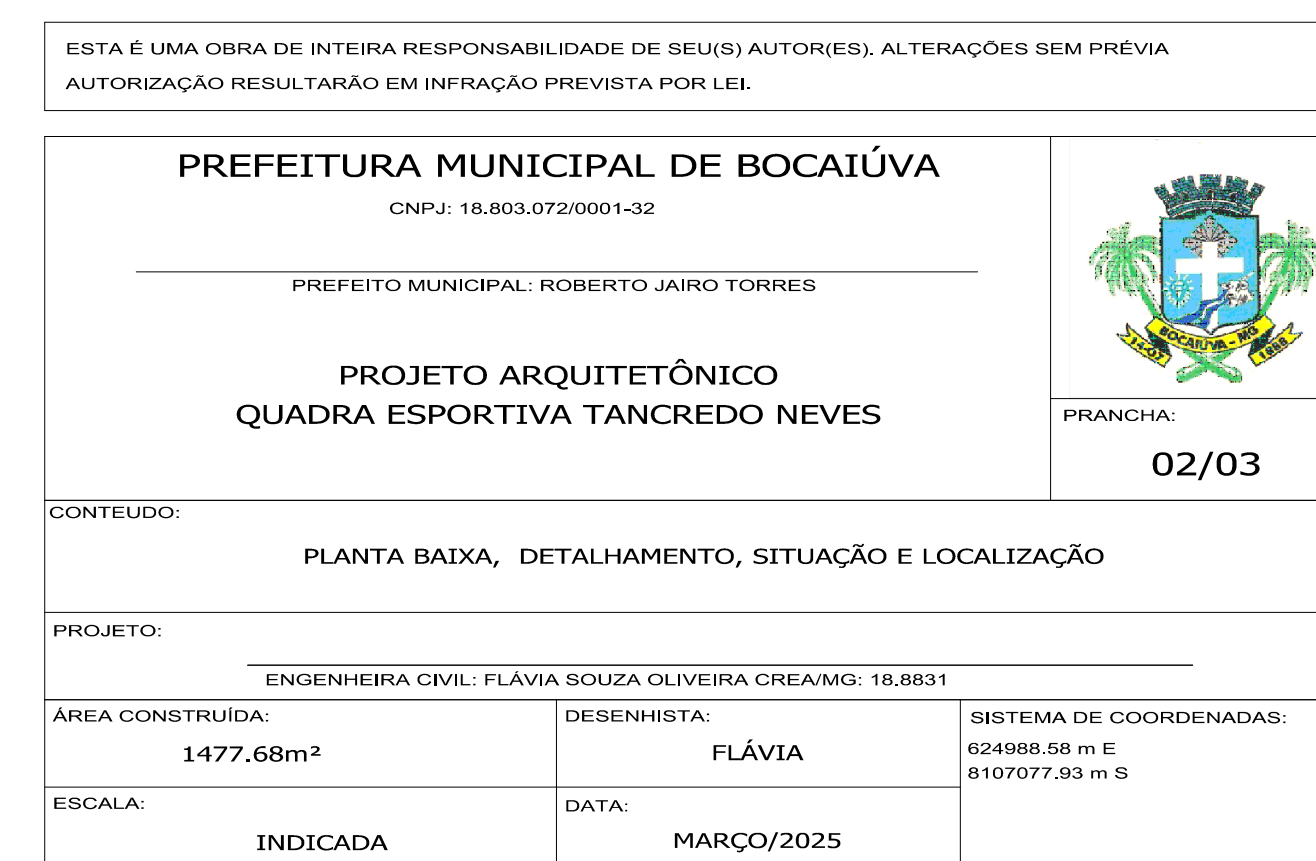 ESTA É UMA OBRA DE INTEIRA RESPONSABILIDADE DE SEU(S) AUTOR(ES). ALTERAÇÕES SEM PRÉVIA
AUTORIZAÇÃO RESULTARÃO EM INFRAÇÃO PREVISTA POR LEI.
PREFEITURA MUNICIPAL DE BOCAIÚVA
CNPJ: 18.803.072/0001-32
PREFEITO MUNICIPAL: ROBERTO JAIRO TORRES
PROJETO ARQUITETÔNICO
QUADRA ESPORTIVA TANCREDO NEVES
BOCAIÚVA - MG
14-07
1888
PRANCHA:
02/03
CONTEUDO:
PLANTA BAIXA, DETALHAMENTO, SITUAÇÃO E LOCALIZAÇÃO
PROJETO:
ENGENHEIRA CIVIL: FLÁVIA SOUZA OLIVEIRA CREA/MG: 18.8831
ÁREA CONSTRUÍDA:
1477.68m²
DESENHISTA:
FLÁVIA
SISTEMA DE COORDENADAS:
624988.58 m E
8107077.93 m S
ESCALA:
INDICADA
DATA:
MARÇO/2025